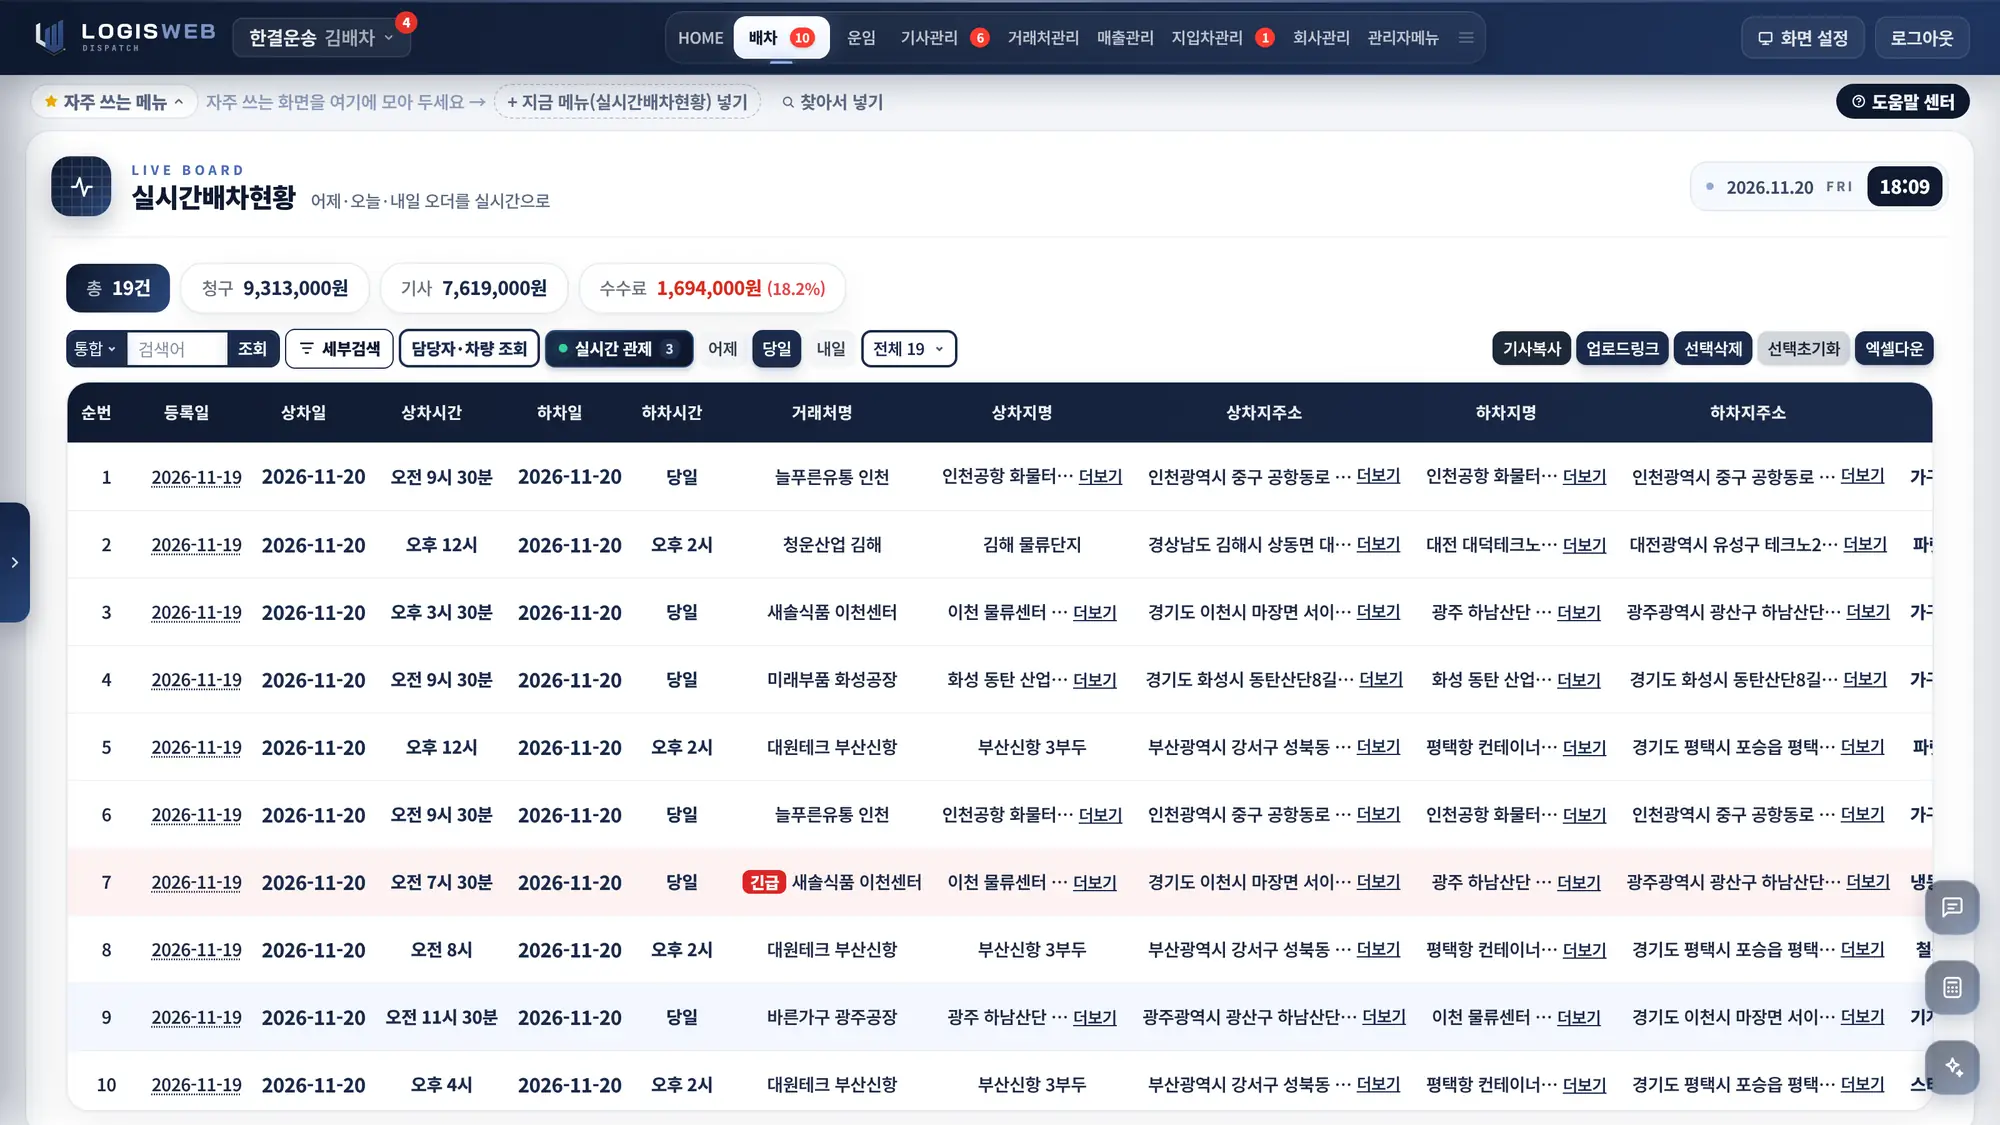 LOGISWEB DISPATCH 한결운송 김배차 4 HOME 배차 10 운임 기사관리 6 거래처관리 매출관리 지입차관리 1 회사관리 관리자메뉴 화면 설정 로그아웃
자주 쓰는 메뉴 자주 쓰는 화면을 여기에 모아 두세요 → + 지금 메뉴(실시간배차현황) 넣기 찾아서 넣기 도움말 센터
LIVE BOARD
실시간배차현황 어제·오늘·내일 오더를 실시간으로 2026.11.20 FRI 18:09
총 19건 청구 9,313,000원 기사 7,619,000원 수수료 1,694,000원 (18.2%)
통합 검색어 조회 세부검색 담당자·차량 조회 실시간 관제 3 어제 당일 내일 전체 19 기사복사 업로드링크 선택삭제 선택초기화 엑셀다운
순번 등록일 상차일 상차시간 하차일 하차시간 거래처명 상차지명 상차지주소 하차지명 하차지주소
1 2026-11-19 2026-11-20 오전 9시 30분 2026-11-20 당일 늘푸른유통 인천 인천공항 화물터… 더보기 인천광역시 중구 공항동로 … 더보기 인천공항 화물터… 더보기 인천광역시 중구 공항동로 … 더보기
2 2026-11-19 2026-11-20 오후 12시 2026-11-20 오후 2시 청운산업 김해 김해 물류단지 경상남도 김해시 상동면 대… 더보기 대전 대덕테크노… 더보기 대전광역시 유성구 테크노2… 더보기
3 2026-11-19 2026-11-20 오후 3시 30분 2026-11-20 당일 새솔식품 이천센터 이천 물류센터 … 더보기 경기도 이천시 마장면 서이… 더보기 광주 하남산단 … 더보기 광주광역시 광산구 하남산단… 더보기
4 2026-11-19 2026-11-20 오전 9시 30분 2026-11-20 당일 미래부품 화성공장 화성 동탄 산업… 더보기 경기도 화성시 동탄산단8길… 더보기 화성 동탄 산업… 더보기 경기도 화성시 동탄산단8길… 더보기
5 2026-11-19 2026-11-20 오후 12시 2026-11-20 오후 2시 대원테크 부산신항 부산신항 3부두 부산광역시 강서구 성북동 … 더보기 평택항 컨테이너… 더보기 경기도 평택시 포승읍 평택… 더보기
6 2026-11-19 2026-11-20 오전 9시 30분 2026-11-20 당일 늘푸른유통 인천 인천공항 화물터… 더보기 인천광역시 중구 공항동로 … 더보기 인천공항 화물터… 더보기 인천광역시 중구 공항동로 … 더보기
7 2026-11-19 2026-11-20 오전 7시 30분 2026-11-20 당일 긴급 새솔식품 이천센터 이천 물류센터 … 더보기 경기도 이천시 마장면 서이… 더보기 광주 하남산단 … 더보기 광주광역시 광산구 하남산단… 더보기
8 2026-11-19 2026-11-20 오전 8시 2026-11-20 오후 2시 대원테크 부산신항 부산신항 3부두 부산광역시 강서구 성북동 … 더보기 평택항 컨테이너… 더보기 경기도 평택시 포승읍 평택… 더보기 철
9 2026-11-19 2026-11-20 오전 11시 30분 2026-11-20 당일 바른가구 광주공장 광주 하남산단 … 더보기 광주광역시 광산구 하남산단… 더보기 이천 물류센터 … 더보기 경기도 이천시 마장면 서이… 더보기
10 2026-11-19 2026-11-20 오후 4시 2026-11-20 오후 2시 대원테크 부산신항 부산신항 3부두 부산광역시 강서구 성북동 … 더보기 평택항 컨테이너… 더보기 경기도 평택시 포승읍 평택… 더보기